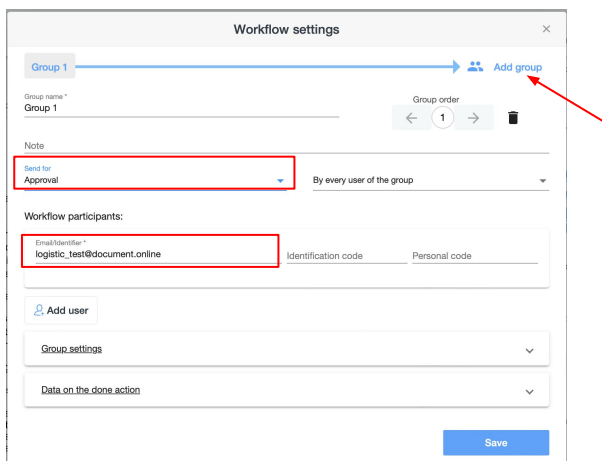 Workflow settings
Group 1
Add group
Group name *
Group 1
Group order
1
Note
Send for
Approval
By every user of the group
Workflow participants:
Email/Identifier *
logistic_test@document.online
Identification code
Personal code
Add user
Group settings
Data on the done action
Save